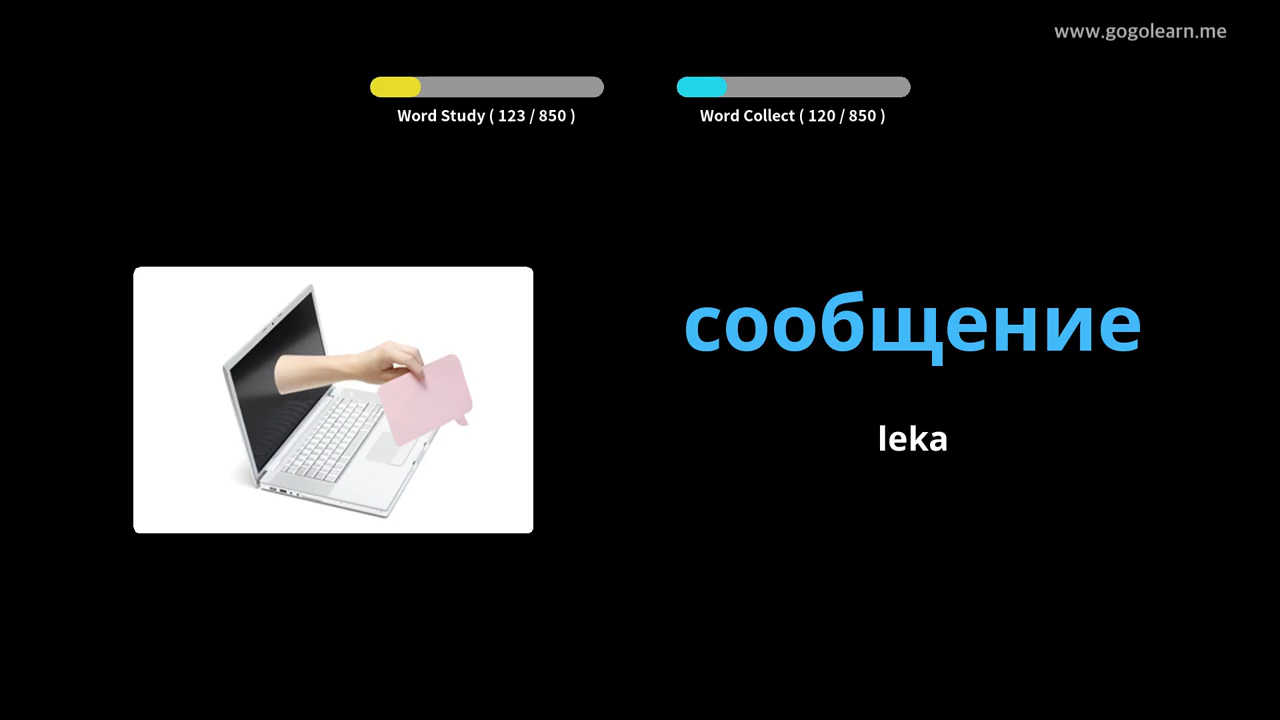 www.gogolearn.me
Word Study ( 123 / 850 )
Word Collect ( 120 / 850 )
сообщение
leka